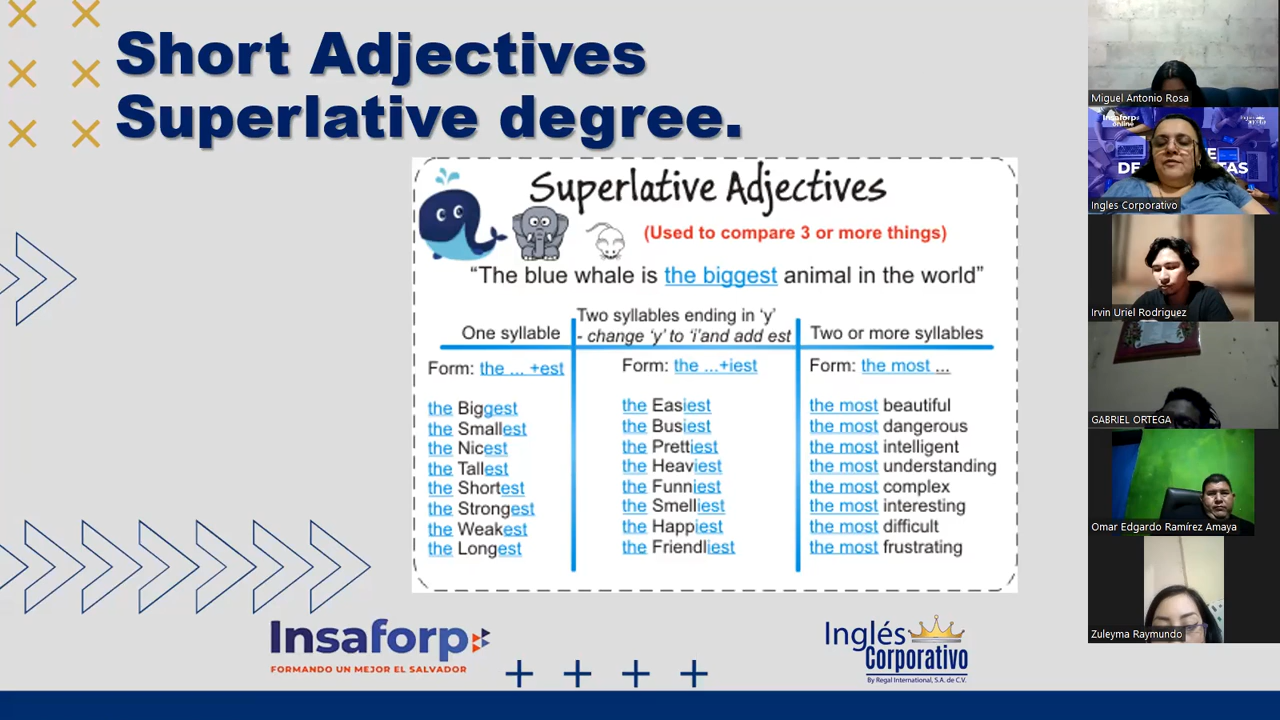 Short Adjectives
Superlative degree.
Superlative Adjectives
(Used to compare 3 or more things)
“The blue whale is the biggest animal in the world”
One syllable
Form: the ... +est
the Biggest
the Smallest
the Nicest
the Tallest
the Shortest
the Strongest
the Weakest
the Longest
Two syllables ending in ‘y’
- change ‘y’ to ‘i’and add est
Form: the ...+iest
the Easiest
the Busiest
the Prettiest
the Heaviest
the Funniest
the Smelliest
the Happiest
the Friendliest
Two or more syllables
Form: the most ...
the most beautiful
the most dangerous
the most intelligent
the most understanding
the most complex
the most interesting
the most difficult
the most frustrating
Insaforp
FORMANDO UN MEJOR EL SALVADOR
Inglés
Corporativo
By Regal International, S.A. de C.V.
Miguel Antonio Rosa
Insaforp
online
Ingles Corporativo
Irvin Uriel Rodriguez
GABRIEL ORTEGA
Omar Edgardo Ramírez Amaya
Zuleyma Raymundo